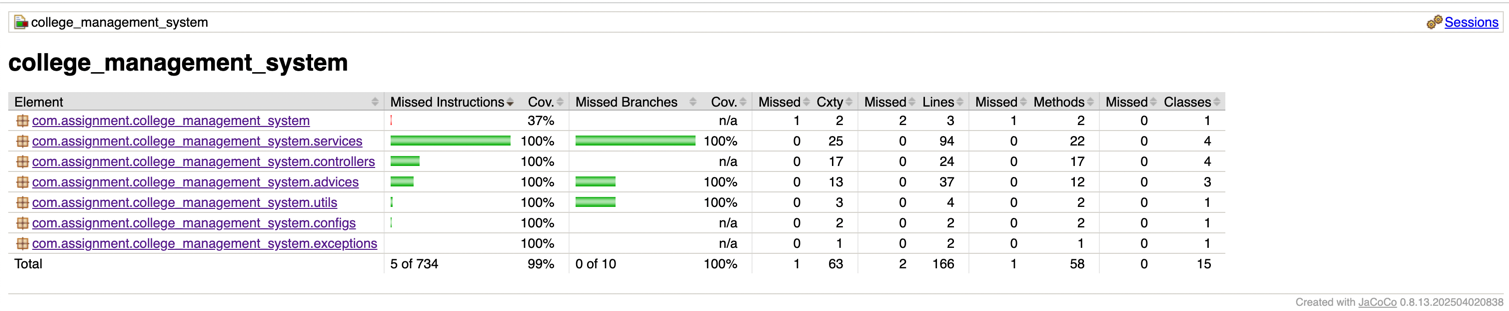 college_management_system Sessions
college_management_system
Element Missed Instructions Cov. Missed Branches Cov. Missed Cxty Missed Lines Missed Methods Missed Classes
com.assignment.college_management_system 37% n/a 1 2 2 3 1 2 0 1
com.assignment.college_management_system.services 100% 100% 0 25 0 94 0 22 0 4
com.assignment.college_management_system.controllers 100% n/a 0 17 0 24 0 17 0 4
com.assignment.college_management_system.advices 100% 100% 0 13 0 37 0 12 0 3
com.assignment.college_management_system.utils 100% 100% 0 3 0 4 0 2 0 1
com.assignment.college_management_system.configs 100% n/a 0 2 0 2 0 2 0 1
com.assignment.college_management_system.exceptions 100% n/a 0 1 0 2 0 1 0 1
Total 5 of 734 99% 0 of 10 100% 1 63 2 166 1 58 0 15
Created with JaCoCo 0.8.13.202504020838